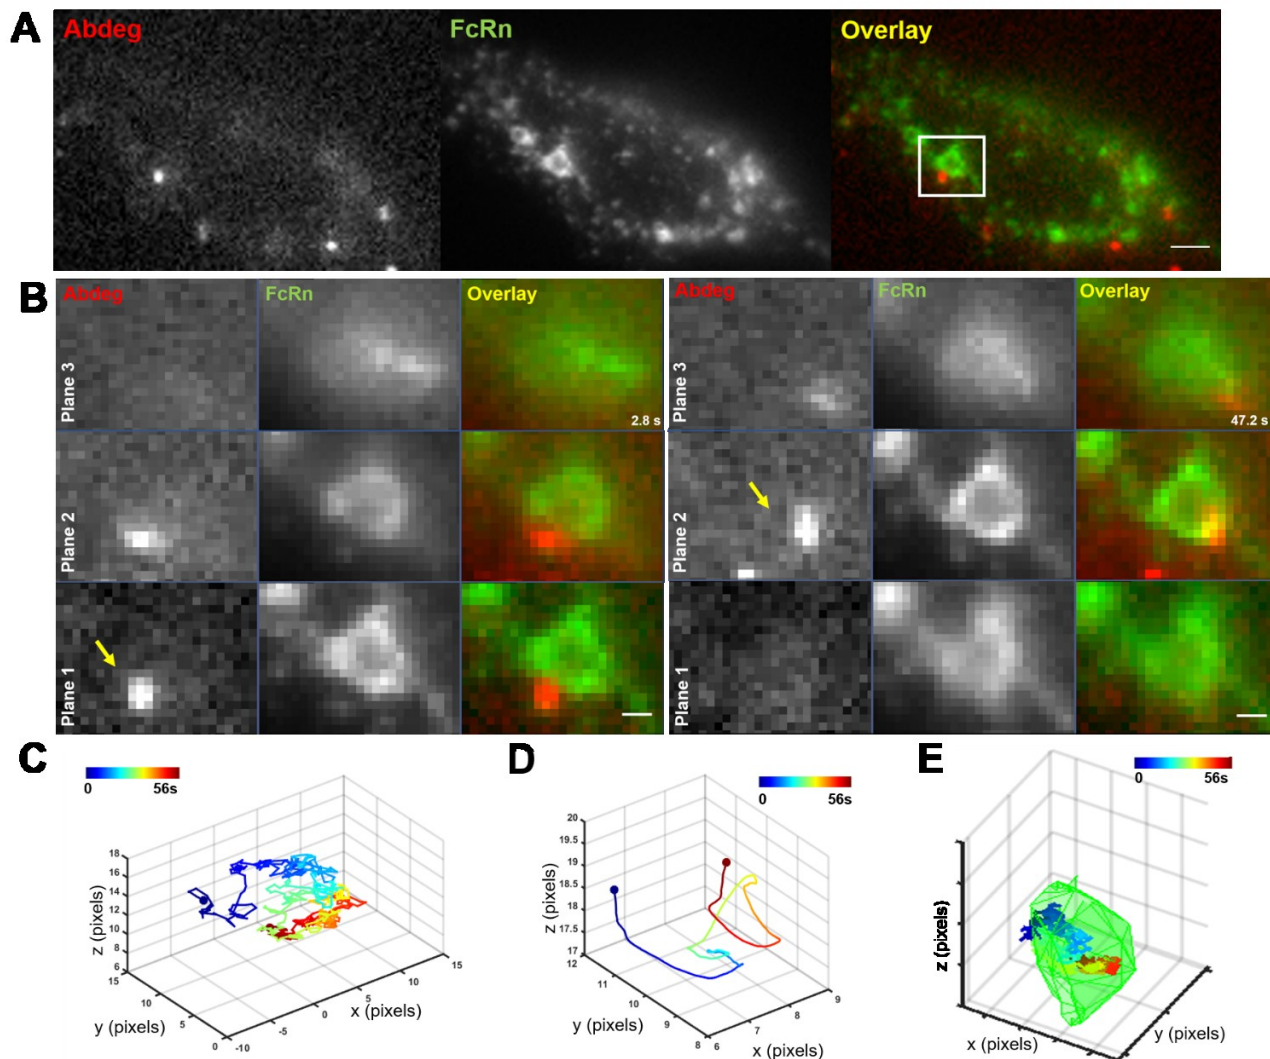 A
Abdeg
FcRn
Overlay
B
Abdeg
FcRn
Overlay
Plane 3
2.8 s
Plane 2
Plane 1
Abdeg
FcRn
Overlay
Plane 3
47.2 s
Plane 2
Plane 1
C
0
56s
18
16
14
12
10
8
6
z (pixels)
15
10
5
0
y (pixels)
-10
-5
0
5
10
15
x (pixels)
D
0
56s
20
19.5
19
18.5
18
17.5
17
z (pixels)
12
11
10
9
8
y (pixels)
6
7
8
9
x (pixels)
E
0
56s
z (pixels)
x (pixels)
y (pixels)